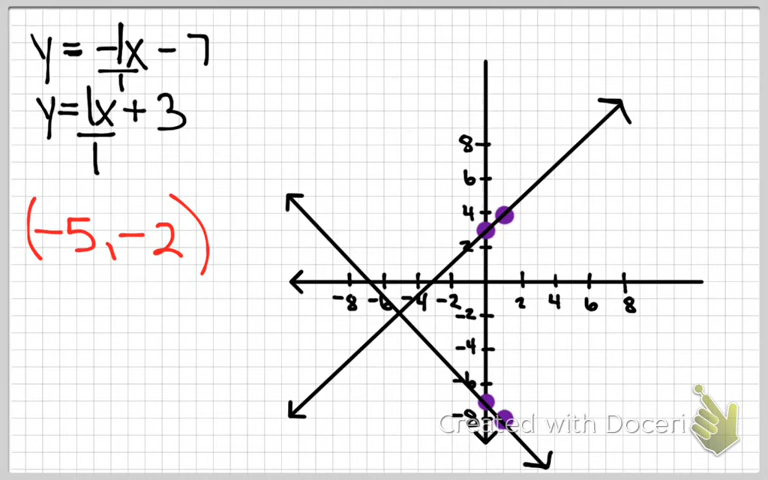 y = -1x - 7
1
y = 1x + 3
1
(-5, -2)
8
6
4
2
-8 -6 -4 -2 2 4 6 8
-2
-4
-6
-8
Created with Doceri